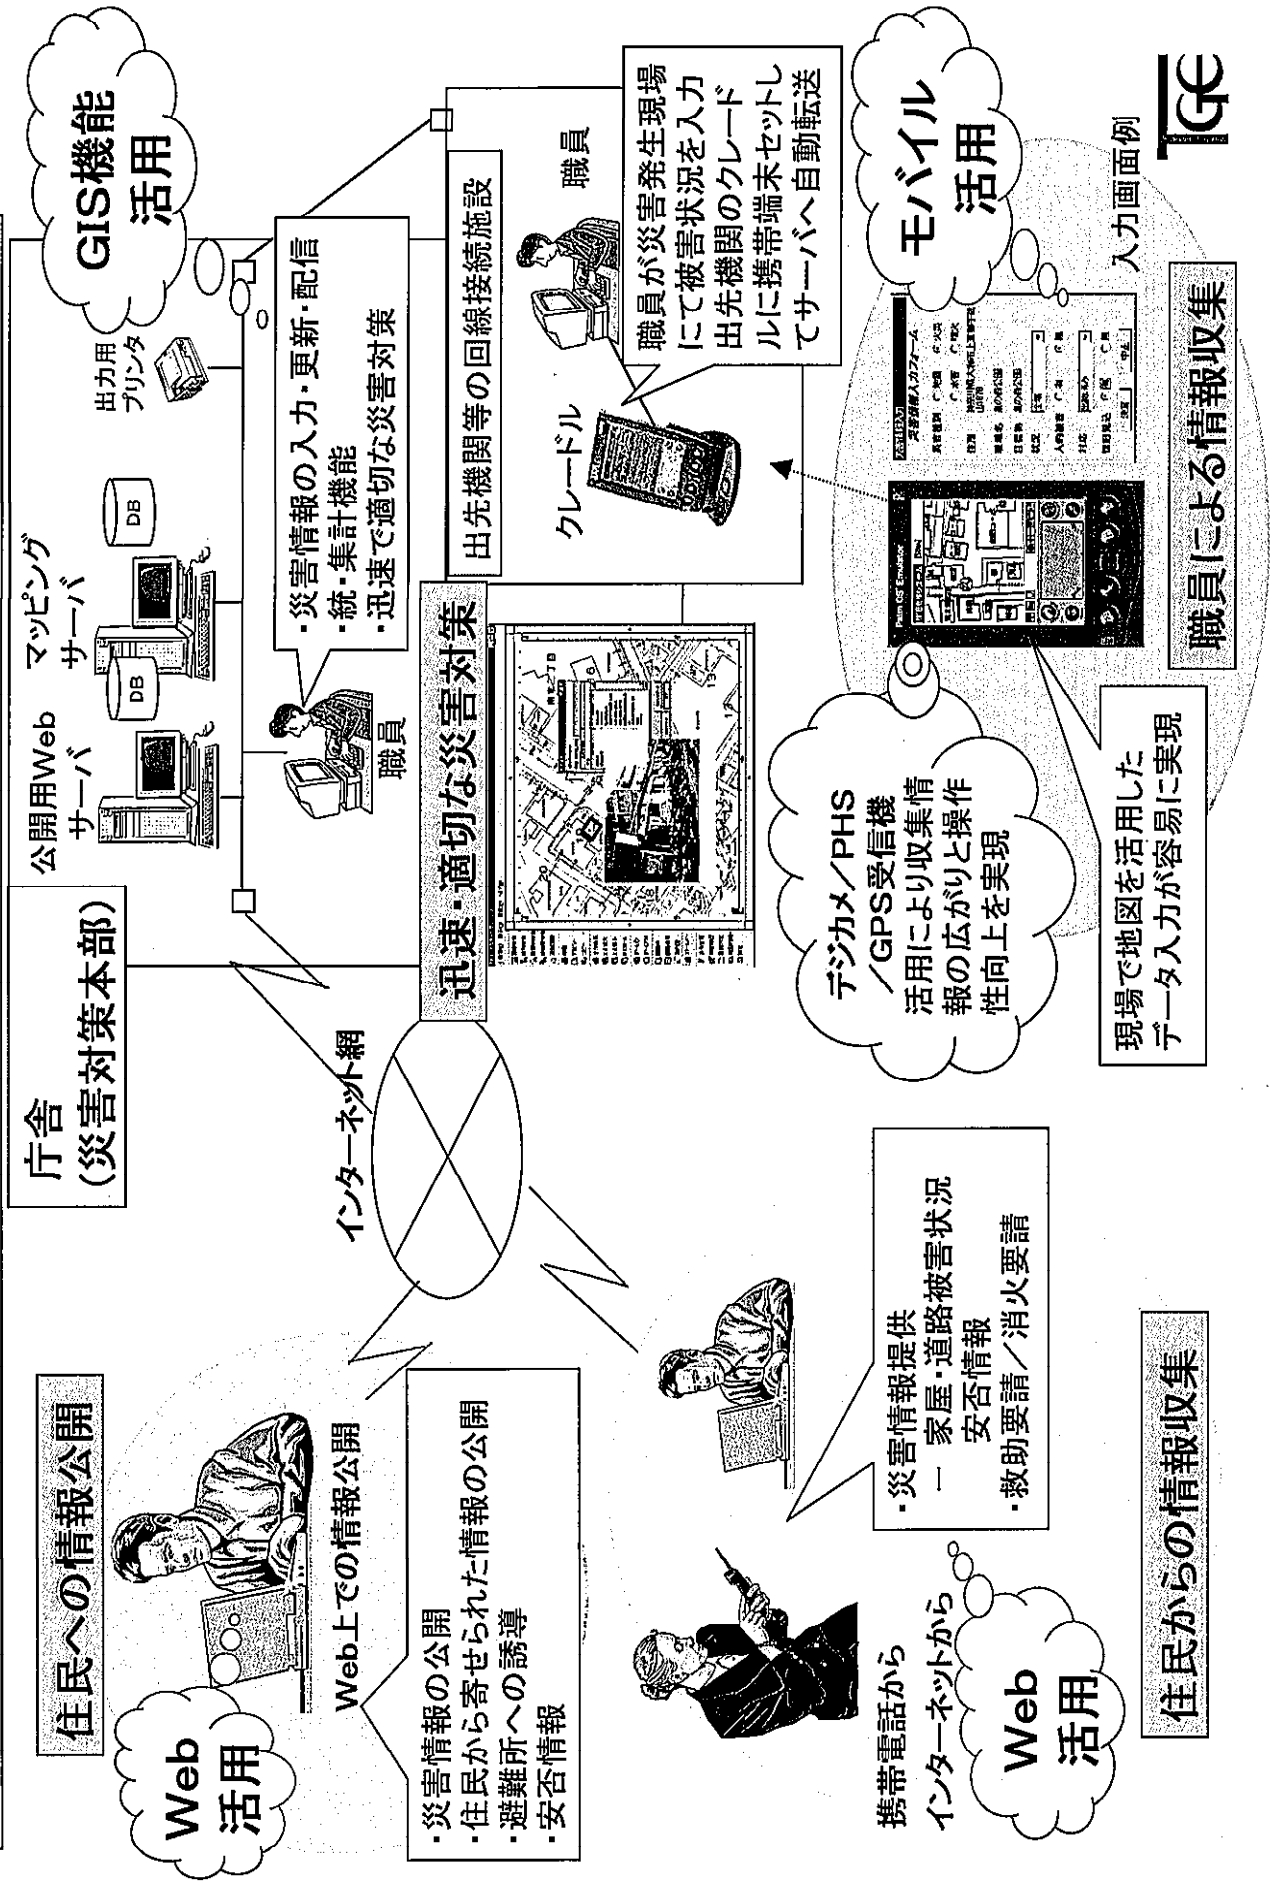 住民への情報公開
Web
活用
Web上での情報公開
・災害情報の公開
・住民から寄せられた情報の公開
・避難所への誘導
・安否情報
庁舎
(災害対策本部)
公開用Web
サーバ
マッピング
サーバ
DB
DB
出力用
プリンタ
GIS機能
活用
職員
・災害情報の入力・更新・配信
・統・集計機能
・迅速で適切な災害対策
インターネット網
迅速・適切な災害対策
出先機関等の回線接続施設
クレードル
職員
職員が災害発生現場
にて被害状況を入力
出先機関のクレード
ルに携帯端末セットし
てサーバへ自動転送
携帯電話から
インターネットから
Web
活用
・災害情報提供
― 家屋・道路被害状況
安否情報
・救助要請/消火要請
住民からの情報収集
デジカメ/PHS
/GPS受信機
活用により収集情
報の広がりと操作
性向上を実現
現場で地図を活用した
データ入力が容易に実現
モバイル
活用
災害情報入力フォーム
入力画面例
職員による情報収集
TGE